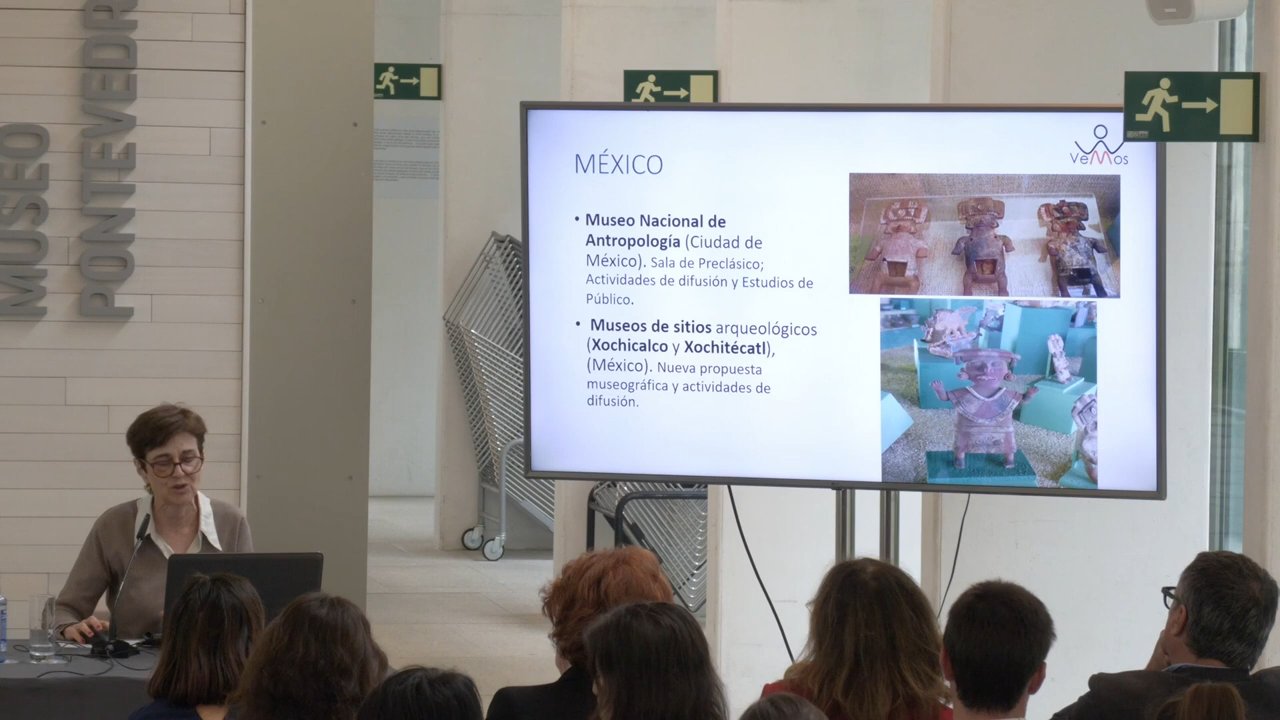 MUSEO
PONTEVEDR
MÉXICO
VeMos
• Museo Nacional de
Antropología (Ciudad de
México). Sala de Preclásico;
Actividades de difusión y Estudios de
Público.
• Museos de sitios arqueológicos
(Xochicalco y Xochitécatl),
(México). Nueva propuesta
museográfica y actividades de
difusión.